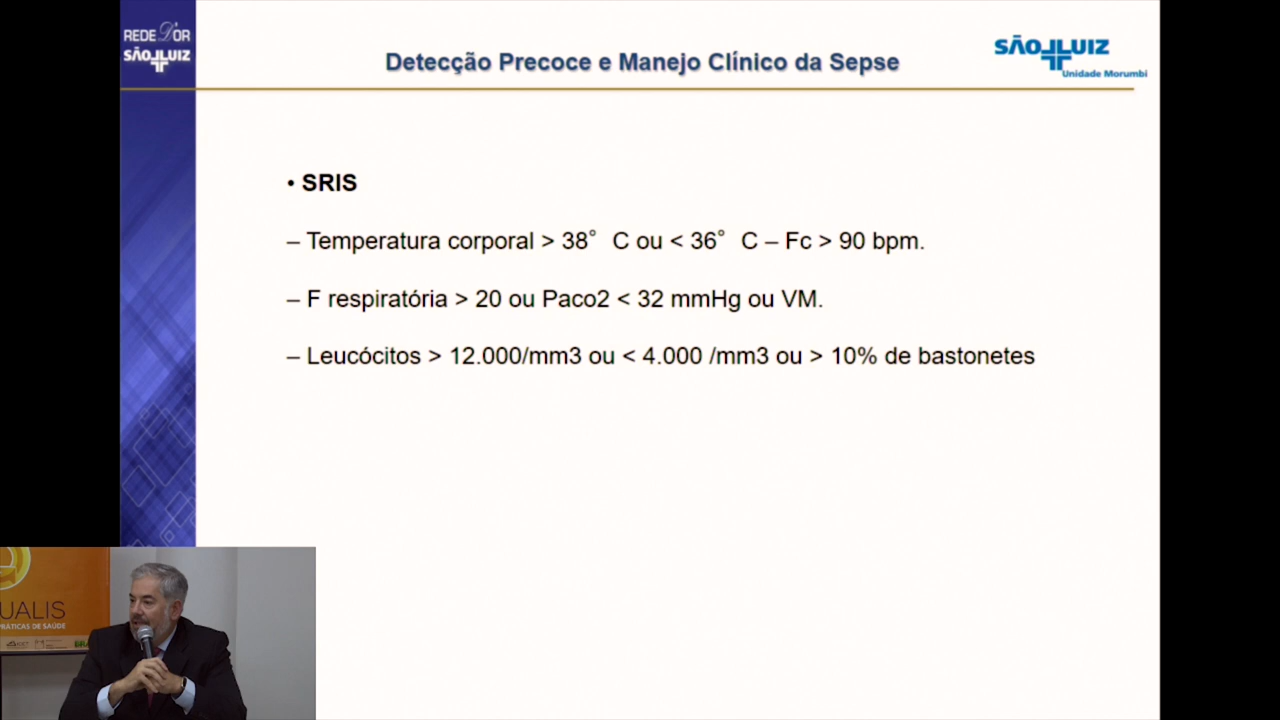 REDE D'OR
SÃO LUIZ
Detecção Precoce e Manejo Clínico da Sepse
SÃO LUIZ
Unidade Morumbi
• SRIS
– Temperatura corporal > 38° C ou < 36° C – Fc > 90 bpm.
– F respiratória > 20 ou Paco2 < 32 mmHg ou VM.
– Leucócitos > 12.000/mm3 ou < 4.000 /mm3 ou > 10% de bastonetes
UALIS
PRÁTICAS DE SAÚDE